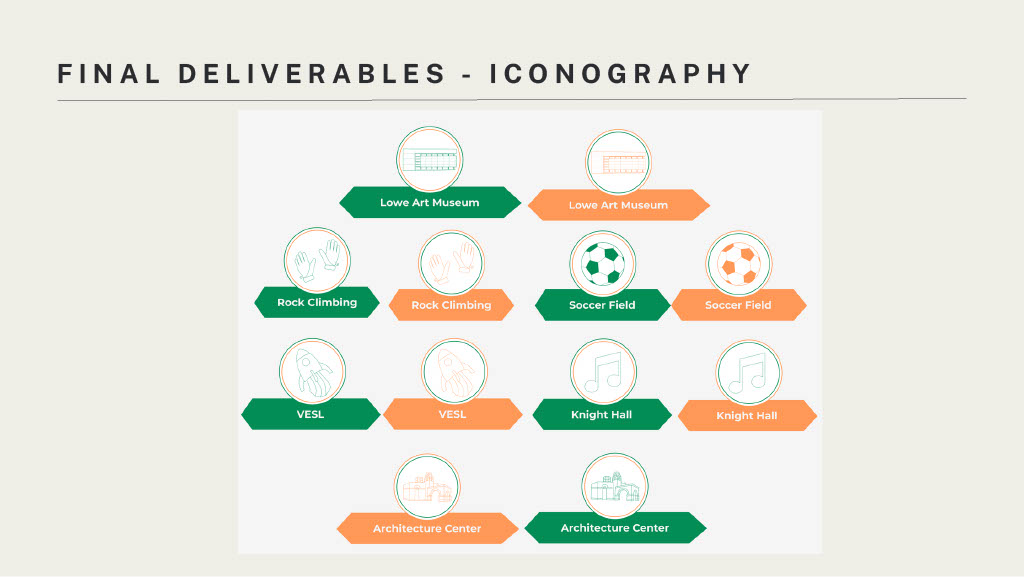 FINAL DELIVERABLES - ICONOGRAPHY
Lowe Art Museum
Lowe Art Museum
Rock Climbing
Rock Climbing
Soccer Field
Soccer Field
VESL
VESL
Knight Hall
Knight Hall
Architecture Center
Architecture Center